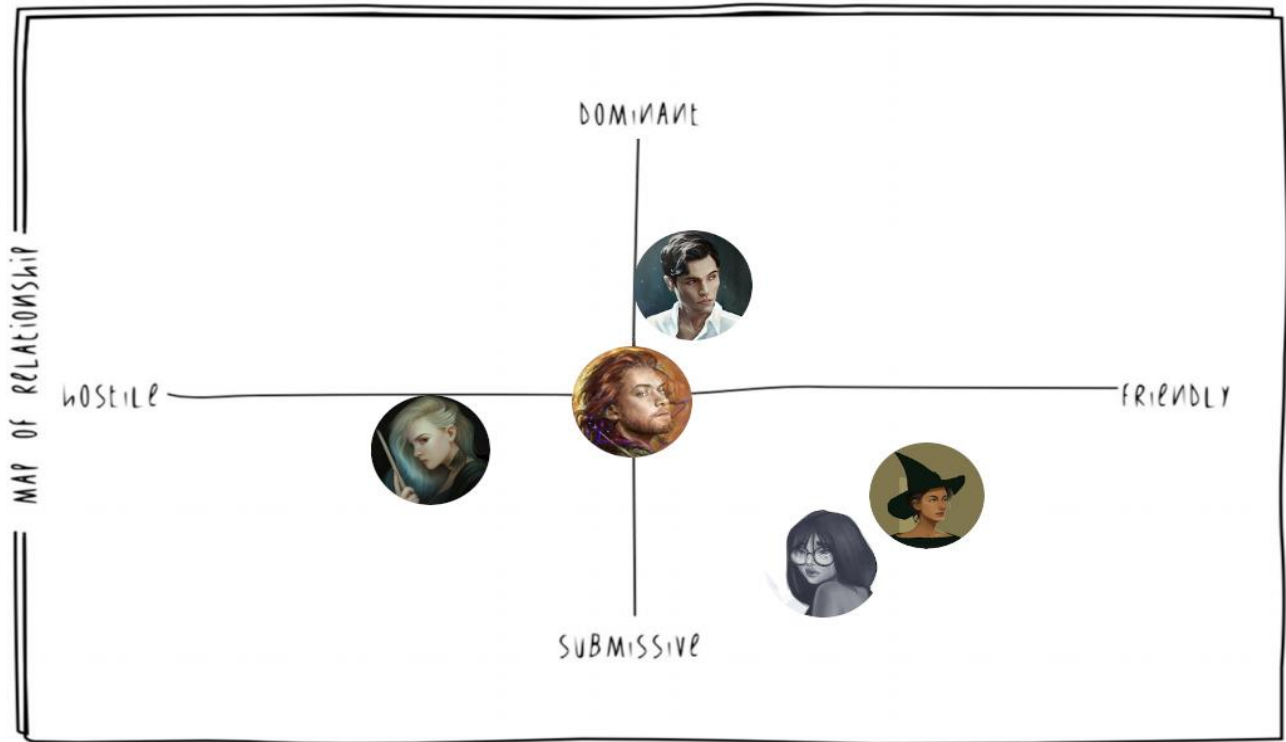 DOMINANT
MAP OF RELATIONSHIP
HOSTILE
FRIENDLY
SUBMISSIVE